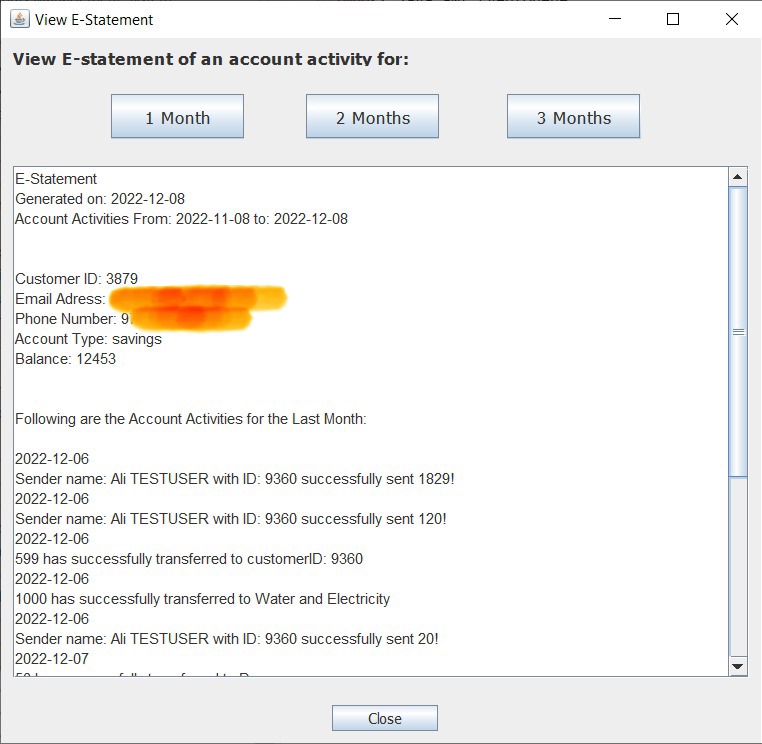 View E-Statement
View E-statement of an account activity for:
1 Month
2 Months
3 Months
E-Statement
Generated on: 2022-12-08
Account Activities From: 2022-11-08 to: 2022-12-08
Customer ID: 3879
Email Adress:
Phone Number: 9
Account Type: savings
Balance: 12453
Following are the Account Activities for the Last Month:
2022-12-06
Sender name: Ali TESTUSER with ID: 9360 successfully sent 1829!
2022-12-06
Sender name: Ali TESTUSER with ID: 9360 successfully sent 120!
2022-12-06
599 has successfully transferred to customerID: 9360
2022-12-06
1000 has successfully transferred to Water and Electricity
2022-12-06
Sender name: Ali TESTUSER with ID: 9360 successfully sent 20!
2022-12-07
Close